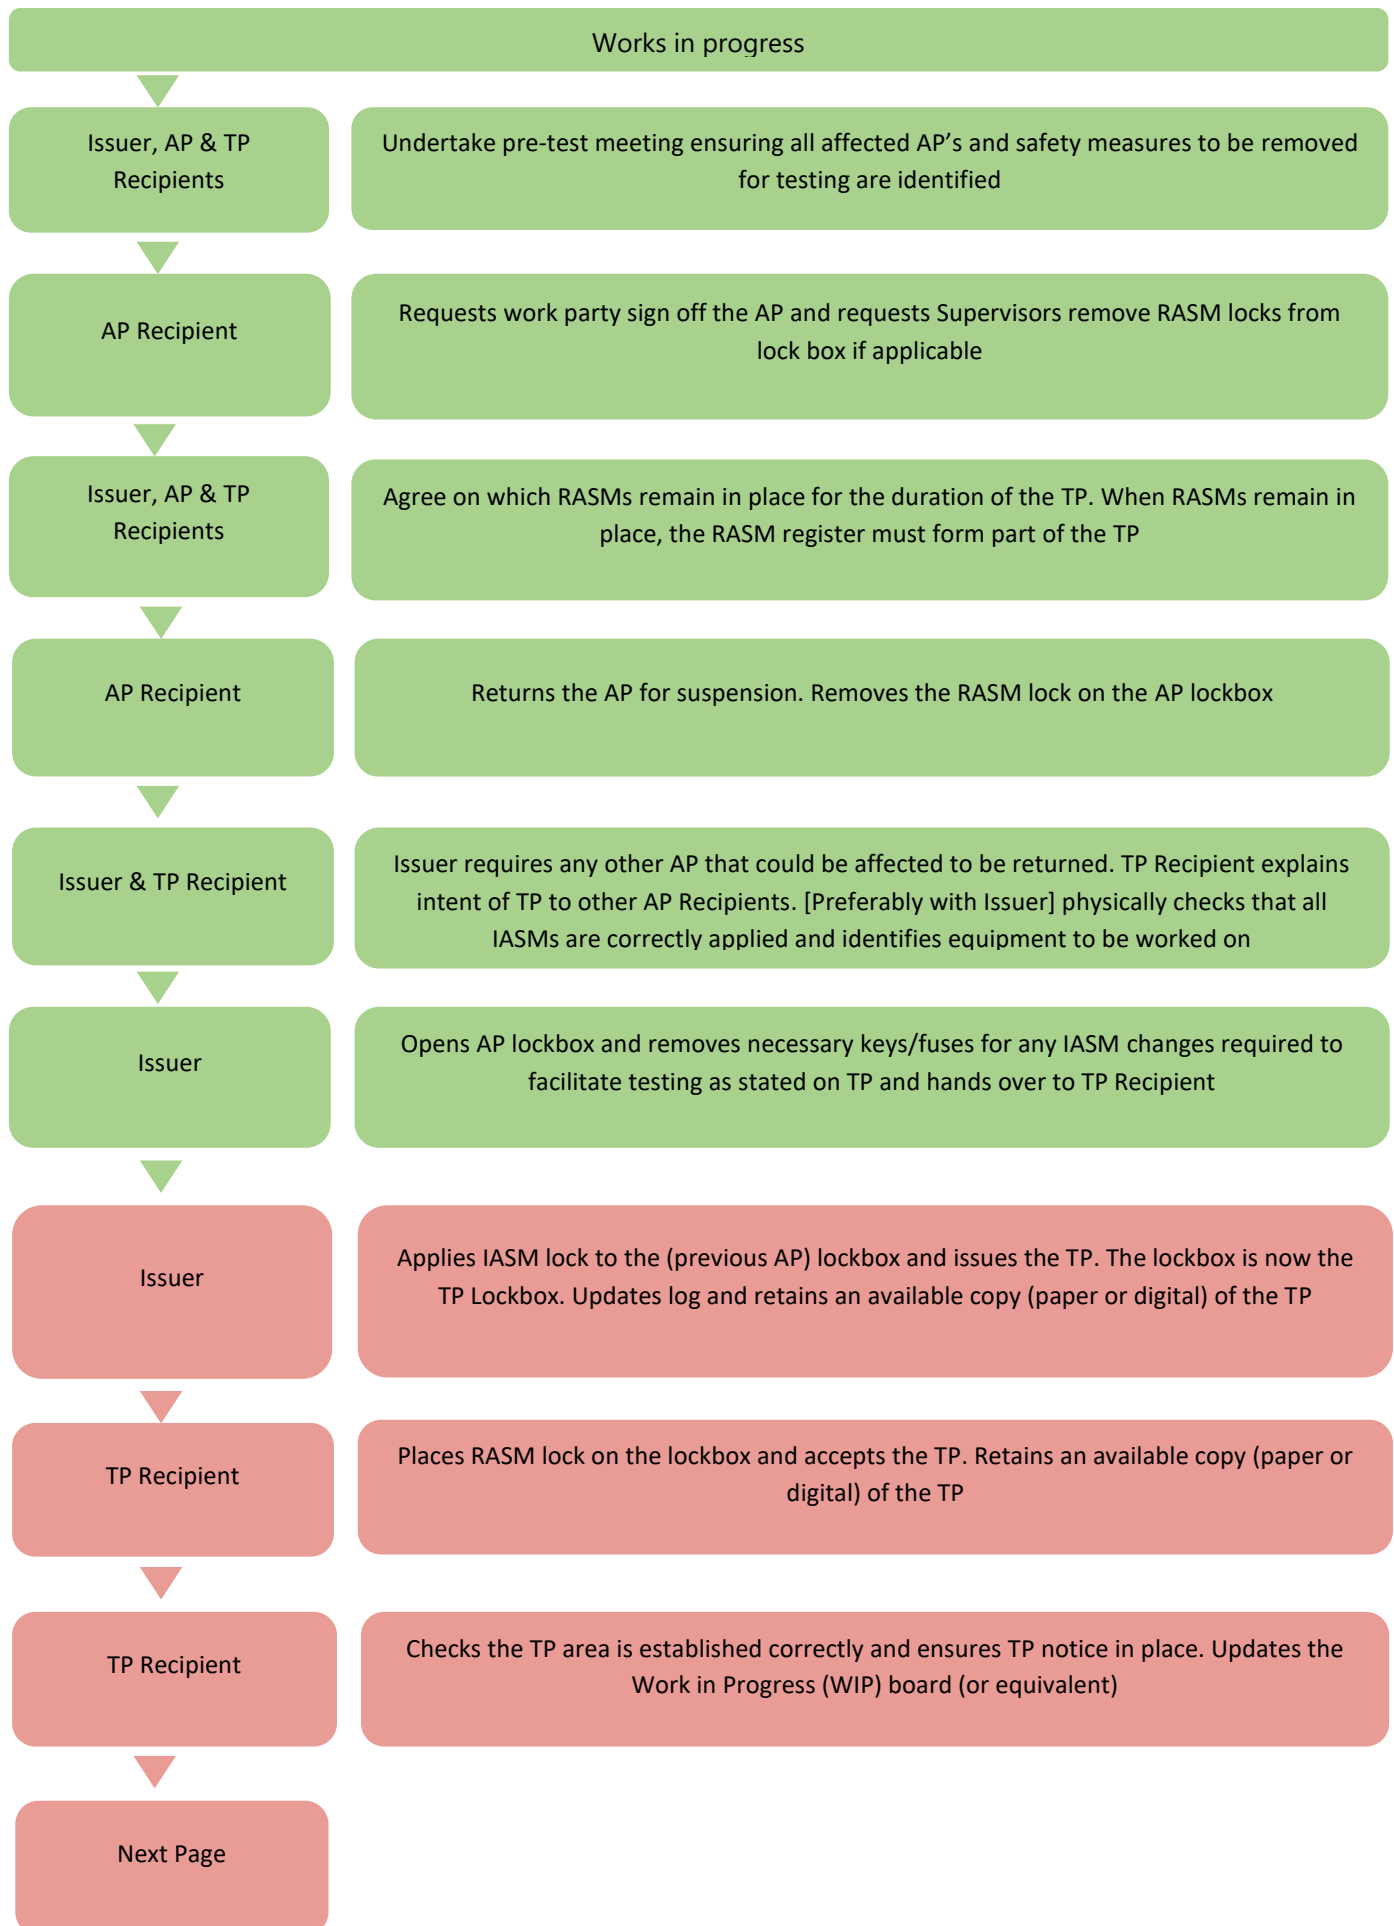 Works in progress
Issuer, AP & TP
Recipients
Undertake pre-test meeting ensuring all affected AP’s and safety measures to be removed
for testing are identified
AP Recipient
Requests work party sign off the AP and requests Supervisors remove RASM locks from
lock box if applicable
Issuer, AP & TP
Recipients
Agree on which RASMs remain in place for the duration of the TP. When RASMs remain in
place, the RASM register must form part of the TP
AP Recipient
Returns the AP for suspension. Removes the RASM lock on the AP lockbox
Issuer & TP Recipient
Issuer requires any other AP that could be affected to be returned. TP Recipient explains
intent of TP to other AP Recipients. [Preferably with Issuer] physically checks that all
IASMs are correctly applied and identifies equipment to be worked on
Issuer
Opens AP lockbox and removes necessary keys/fuses for any IASM changes required to
facilitate testing as stated on TP and hands over to TP Recipient
Issuer
Applies IASM lock to the (previous AP) lockbox and issues the TP. The lockbox is now the
TP Lockbox. Updates log and retains an available copy (paper or digital) of the TP
TP Recipient
Places RASM lock on the lockbox and accepts the TP. Retains an available copy (paper or
digital) of the TP
TP Recipient
Checks the TP area is established correctly and ensures TP notice in place. Updates the
Work in Progress (WIP) board (or equivalent)
Next Page